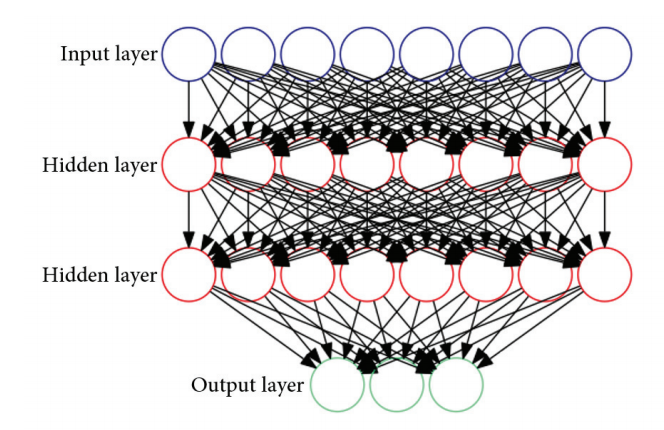 Input layer
Hidden layer
Hidden layer
Output layer